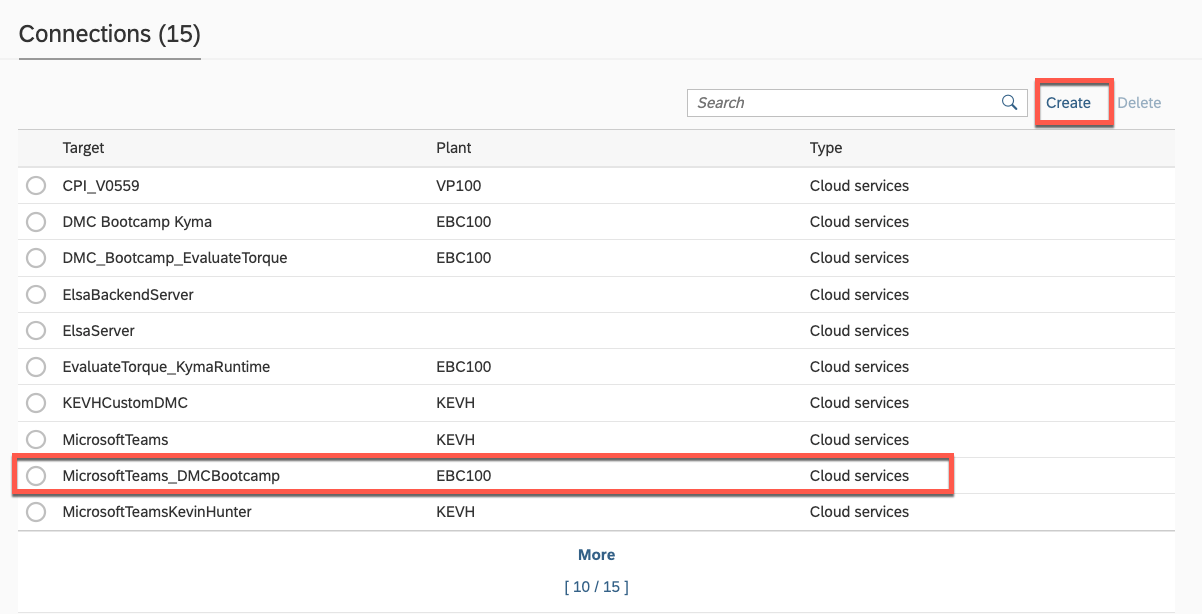 Connections (15)
Search Create Delete
Target Plant Type
CPI_V0559 VP100 Cloud services
DMC Bootcamp Kyma EBC100 Cloud services
DMC_Bootcamp_EvaluateTorque EBC100 Cloud services
ElsaBackendServer Cloud services
ElsaServer Cloud services
EvaluateTorque_KymaRuntime EBC100 Cloud services
KEVHCustomDMC KEVH Cloud services
MicrosoftTeams KEVH Cloud services
MicrosoftTeams_DMCBootcamp EBC100 Cloud services
MicrosoftTeamsKevinHunter KEVH Cloud services
More
[ 10 / 15 ]